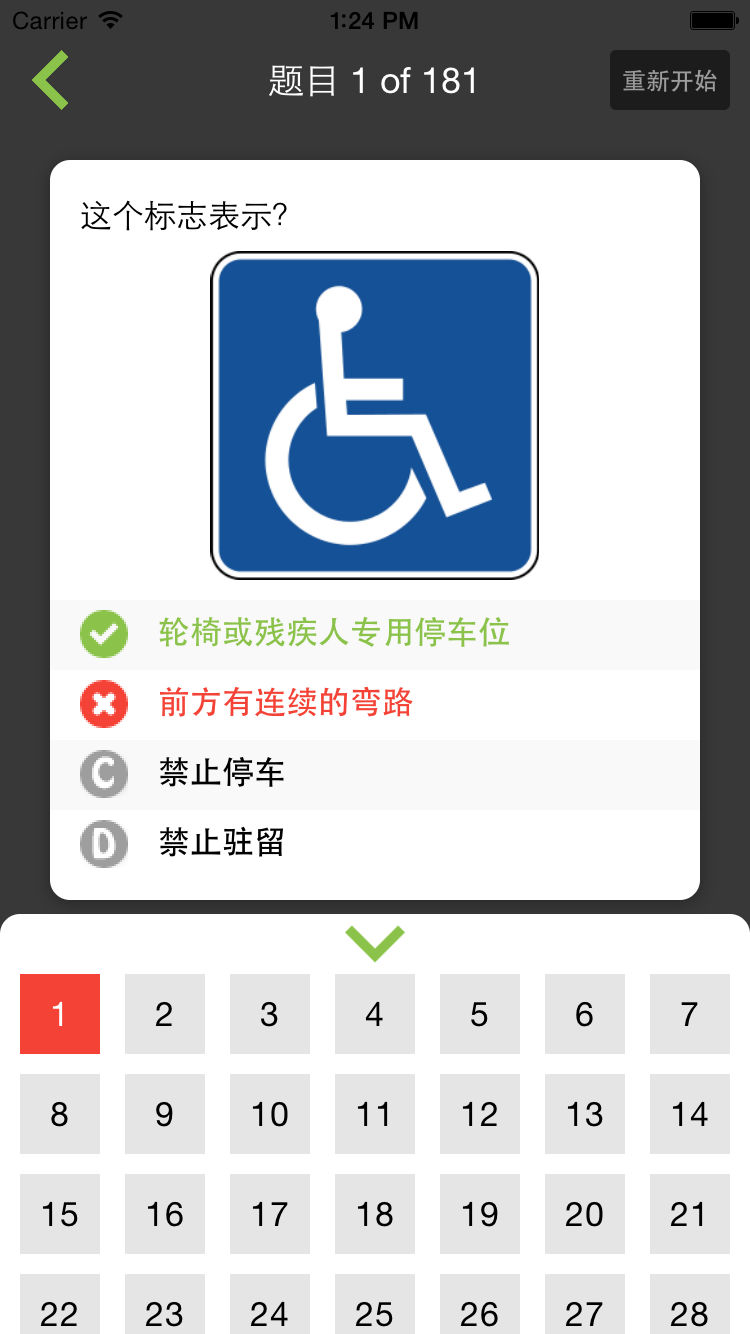 Carrier 1:24 PM
题目 1 of 181 重新开始
这个标志表示?
轮椅或残疾人专用停车位
前方有连续的弯路
C 禁止停车
D 禁止驻留
1 2 3 4 5 6 7
8 9 10 11 12 13 14
15 16 17 18 19 20 21
22 23 24 25 26 27 28